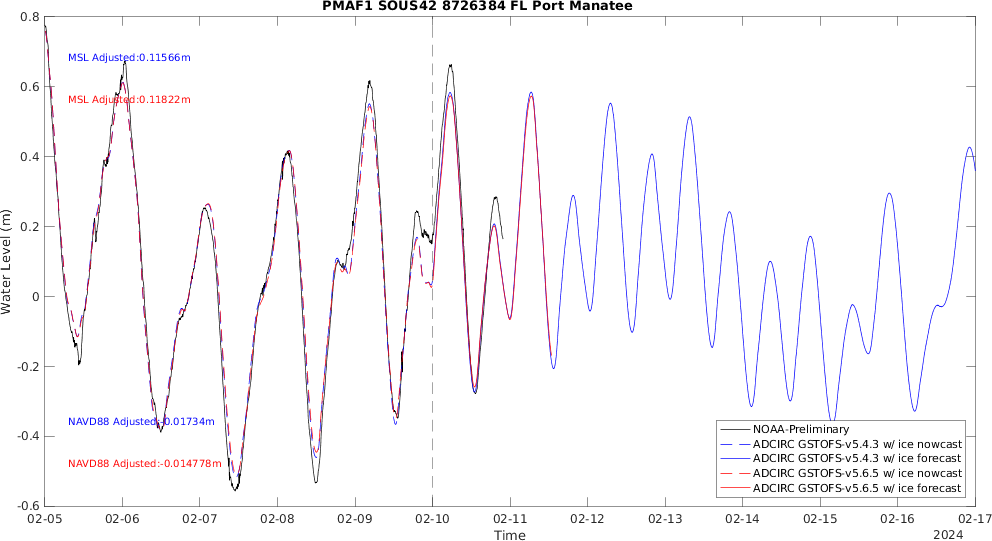 PMAF1 SOUS42 8726384 FL Port Manatee
0.8
0.6
0.4
0.2
0
-0.2
-0.4
-0.6
Water Level (m)
MSL Adjusted:0.11566m
MSL Adjusted:0.11822m
NAVD88 Adjusted:-0.01734m
NAVD88 Adjusted:-0.014778m
NOAA-Preliminary
ADCIRC GSTOFS-v5.4.3 w/ ice nowcast
ADCIRC GSTOFS-v5.4.3 w/ ice forecast
ADCIRC GSTOFS-v5.6.5 w/ ice nowcast
ADCIRC GSTOFS-v5.6.5 w/ ice forecast
02-05 02-06 02-07 02-08 02-09 02-10 02-11 02-12 02-13 02-14 02-15 02-16 02-17
Time
2024